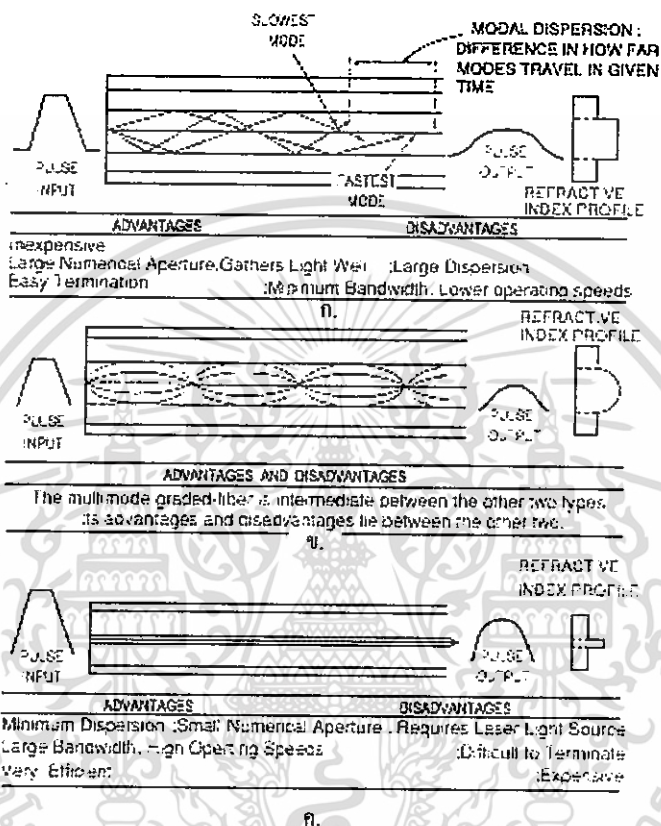 SLOWEST
MODE
MODAL DISPERSION :
DIFFERENCE IN HOW FAR
MODES TRAVEL IN GIVEN
TIME
PULSE
INPUT
FASTEST
MODE
PULSE
OUTPUT
REFRACTIVE
INDEX PROFILE
ADVANTAGES DISADVANTAGES
Inexpensive
Large Numerical Aperture,Gathers Light Well :Large Dispersion
Easy Termination :Minimum Bandwidth, Lower operating speeds
ก.
REFRACTIVE
INDEX PROFILE
PULSE
INPUT
PULSE
OUTPUT
ADVANTAGES AND DISADVANTAGES
The multimode graded-fiber is intermediate between the other two types
its advantages and disadvantages lie between the other two.
ข.
REFRACTIVE
INDEX PROFILE
PULSE
INPUT
PULSE
OUTPUT
ADVANTAGES DISADVANTAGES
Minimum Dispersion :Small Numerical Aperture . Requires Laser Light Source
Large Bandwidth, High Operting Speeds :Difficult to Terminate
Very Efficient :Expensive
ค.